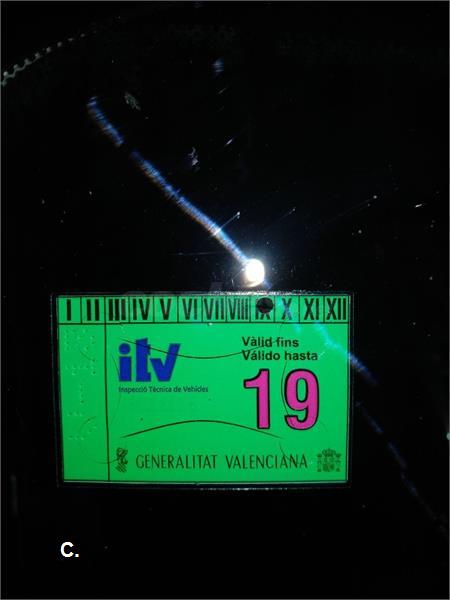 I II III IV V VI VII VIII IX X XI XII
itv
Inspecció Tècnica de Vehicles
Vàlid fins
Válido hasta
19
GENERALITAT VALENCIANA
C.